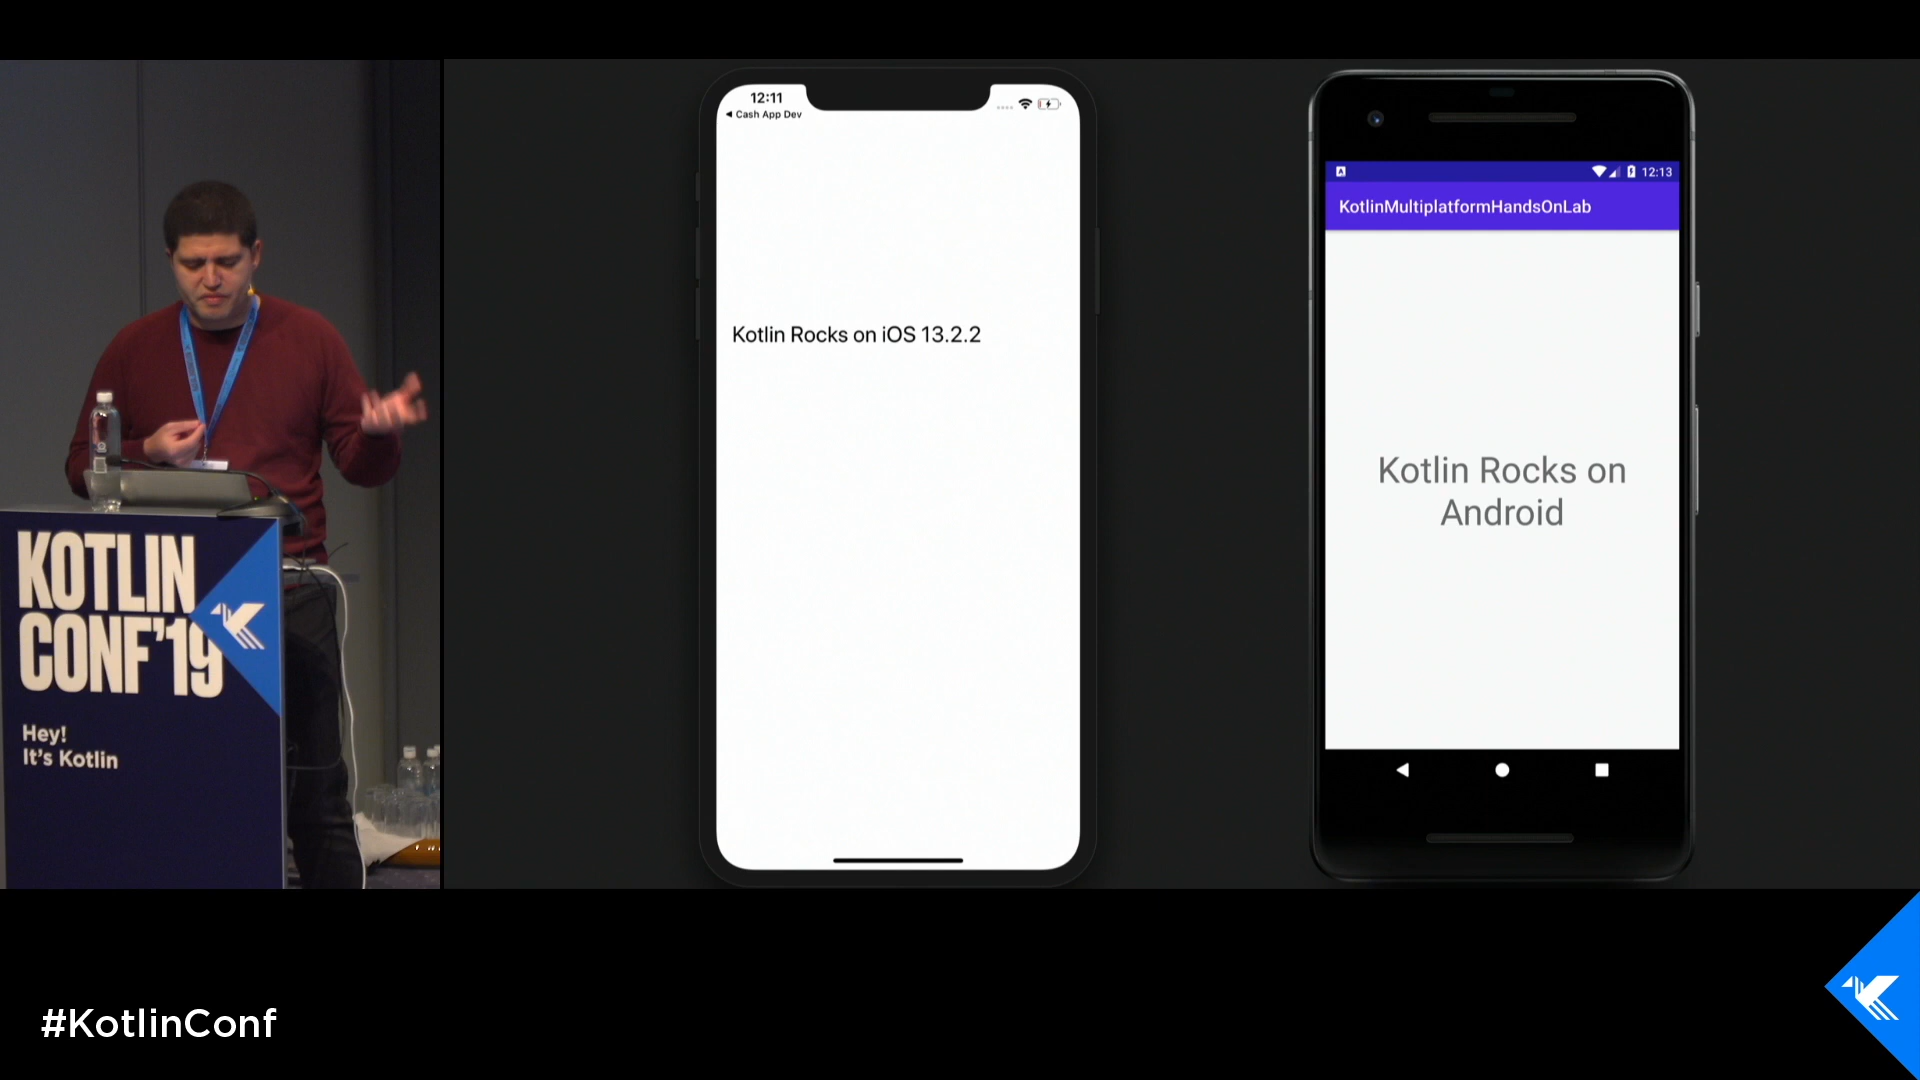 12:11
◀ Cash App Dev
Kotlin Rocks on iOS 13.2.2
12:13
KotlinMultiplatformHandsOnLab
Kotlin Rocks on
Android
KOTLIN
CONF'19
Hey!
It's Kotlin
#KotlinConf